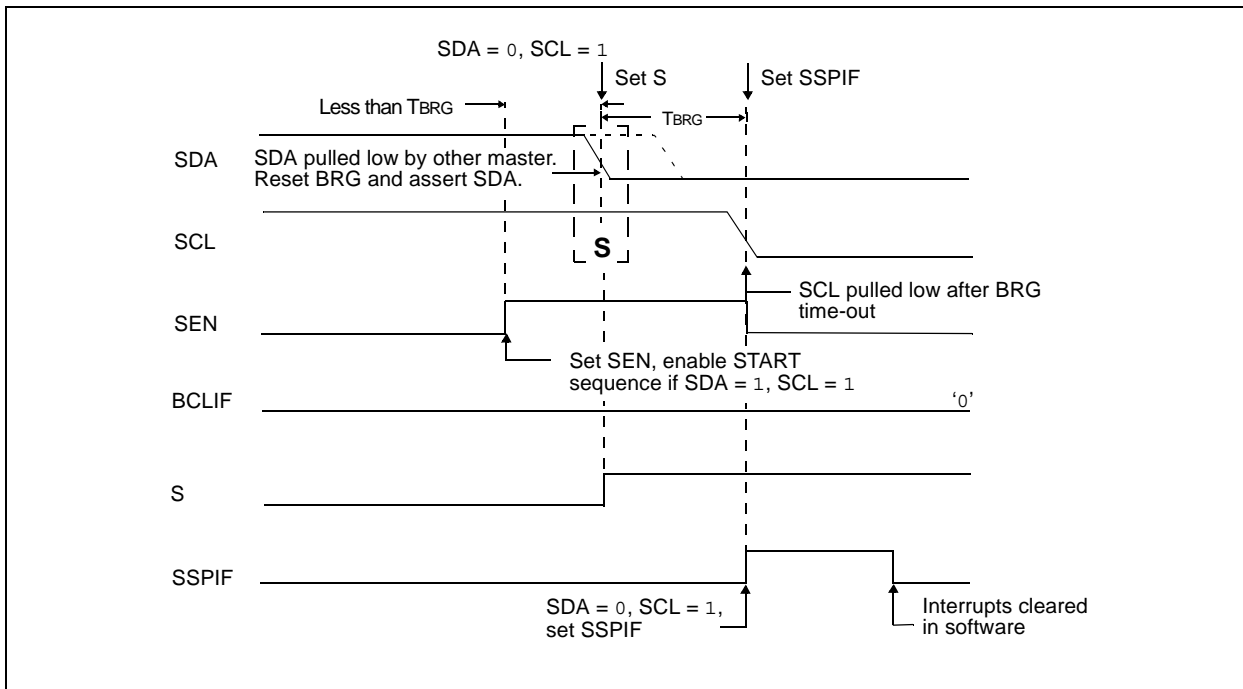 SDA = 0, SCL = 1
Set S
Set SSPIF
Less than TBRG
TBRG
SDA
SDA pulled low by other master.
Reset BRG and assert SDA.
SCL
S
SCL pulled low after BRG
time-out
SEN
Set SEN, enable START
sequence if SDA = 1, SCL = 1
BCLIF
‘0’
S
SSPIF
SDA = 0, SCL = 1,
set SSPIF
Interrupts cleared
in software